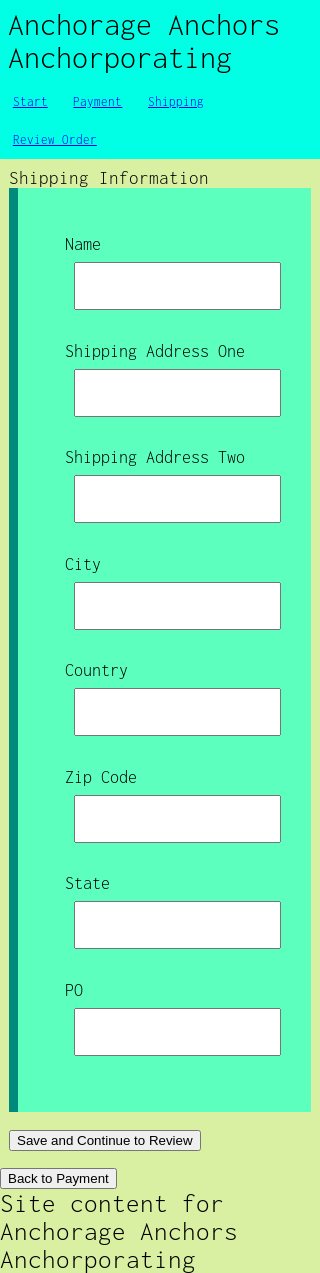 Anchorage Anchors
Anchorporating
Start Payment Shipping
Review Order
Shipping Information
Name
Shipping Address One
Shipping Address Two
City
Country
Zip Code
State
PO
Save and Continue to Review
Back to Payment
Site content for
Anchorage Anchors
Anchorporating